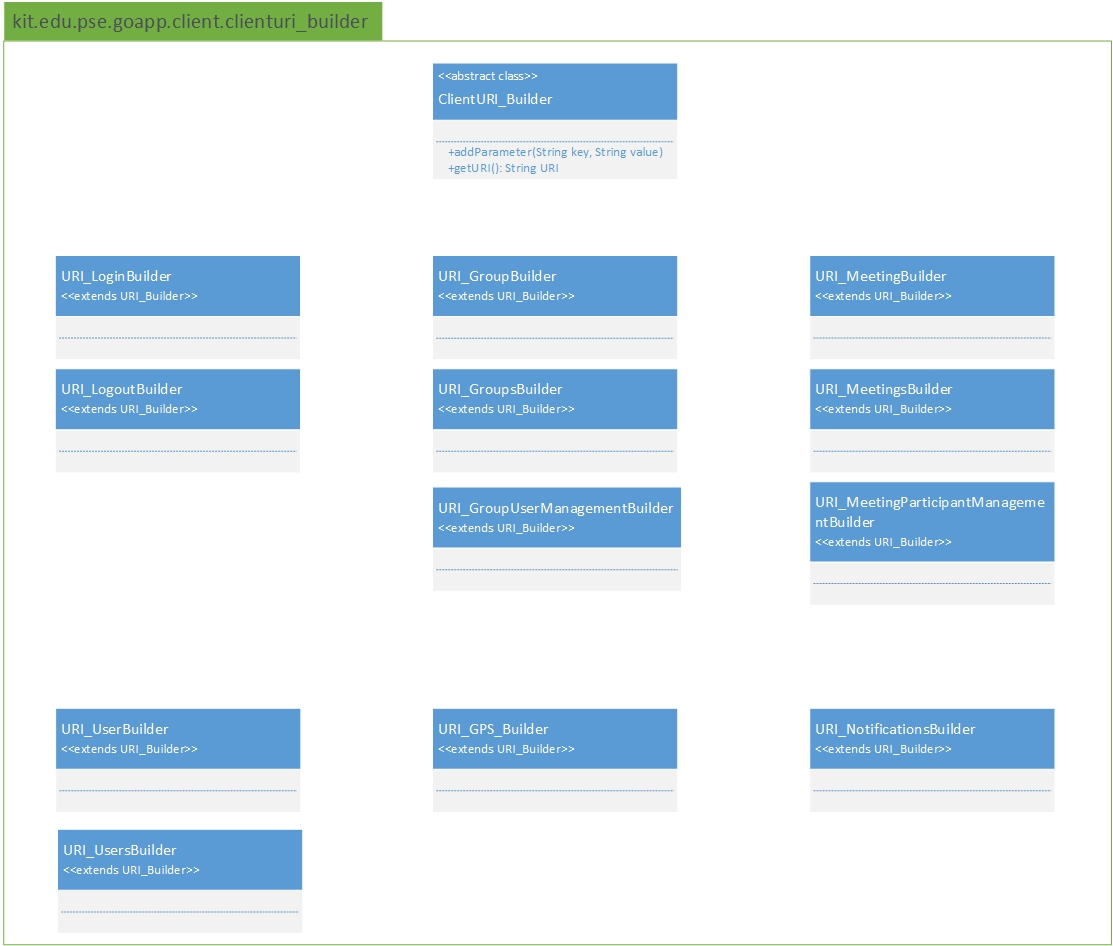 kit.edu.pse.goapp.client.clienturi_builder
<<abstract class>>
ClientURI_Builder
+addParameter(String key, String value)
+getURI(): String URI
URI_LoginBuilder
<<extends URI_Builder>>
URI_GroupBuilder
<<extends URI_Builder>>
URI_MeetingBuilder
<<extends URI_Builder>>
URI_LogoutBuilder
<<extends URI_Builder>>
URI_GroupsBuilder
<<extends URI_Builder>>
URI_MeetingsBuilder
<<extends URI_Builder>>
URI_GroupUserManagementBuilder
<<extends URI_Builder>>
URI_MeetingParticipantManageme
ntBuilder
<<extends URI_Builder>>
URI_UserBuilder
<<extends URI_Builder>>
URI_GPS_Builder
<<extends URI_Builder>>
URI_NotificationsBuilder
<<extends URI_Builder>>
URI_UsersBuilder
<<extends URI_Builder>>